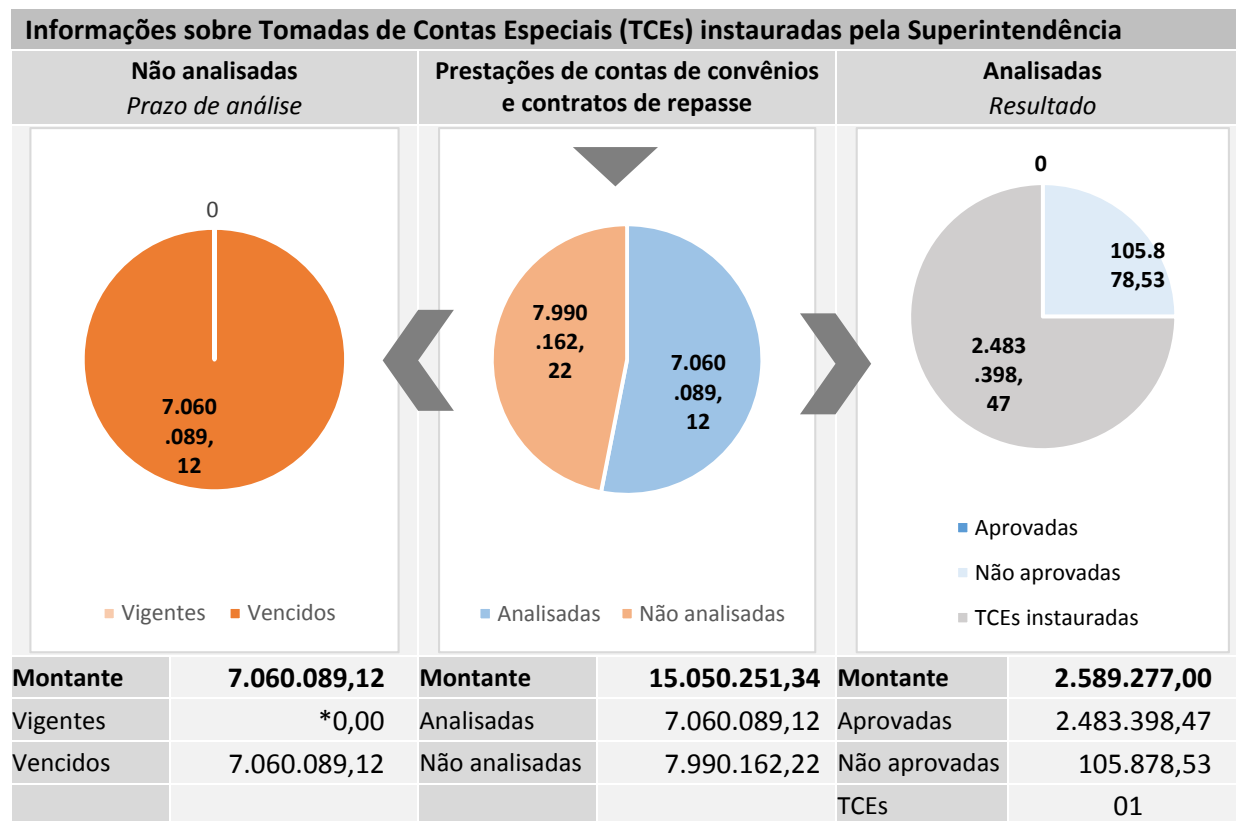 Informações sobre Tomadas de Contas Especiais (TCEs) instauradas pela Superintendência
Não analisadas
Prazo de análise
Prestações de contas de convênios
e contratos de repasse
Analisadas
Resultado
0
7.060
.089,
12
Vigentes
Vencidos
7.990
.162,
22
7.060
.089,
12
Analisadas
Não analisadas
0
105.8
78,53
2.483
.398,
47
Aprovadas
Não aprovadas
TCEs instauradas
Montante 7.060.089,12 Montante 15.050.251,34 Montante 2.589.277,00
Vigentes *0,00 Analisadas 7.060.089,12 Aprovadas 2.483.398,47
Vencidos 7.060.089,12 Não analisadas 7.990.162,22 Não aprovadas 105.878,53
TCEs 01